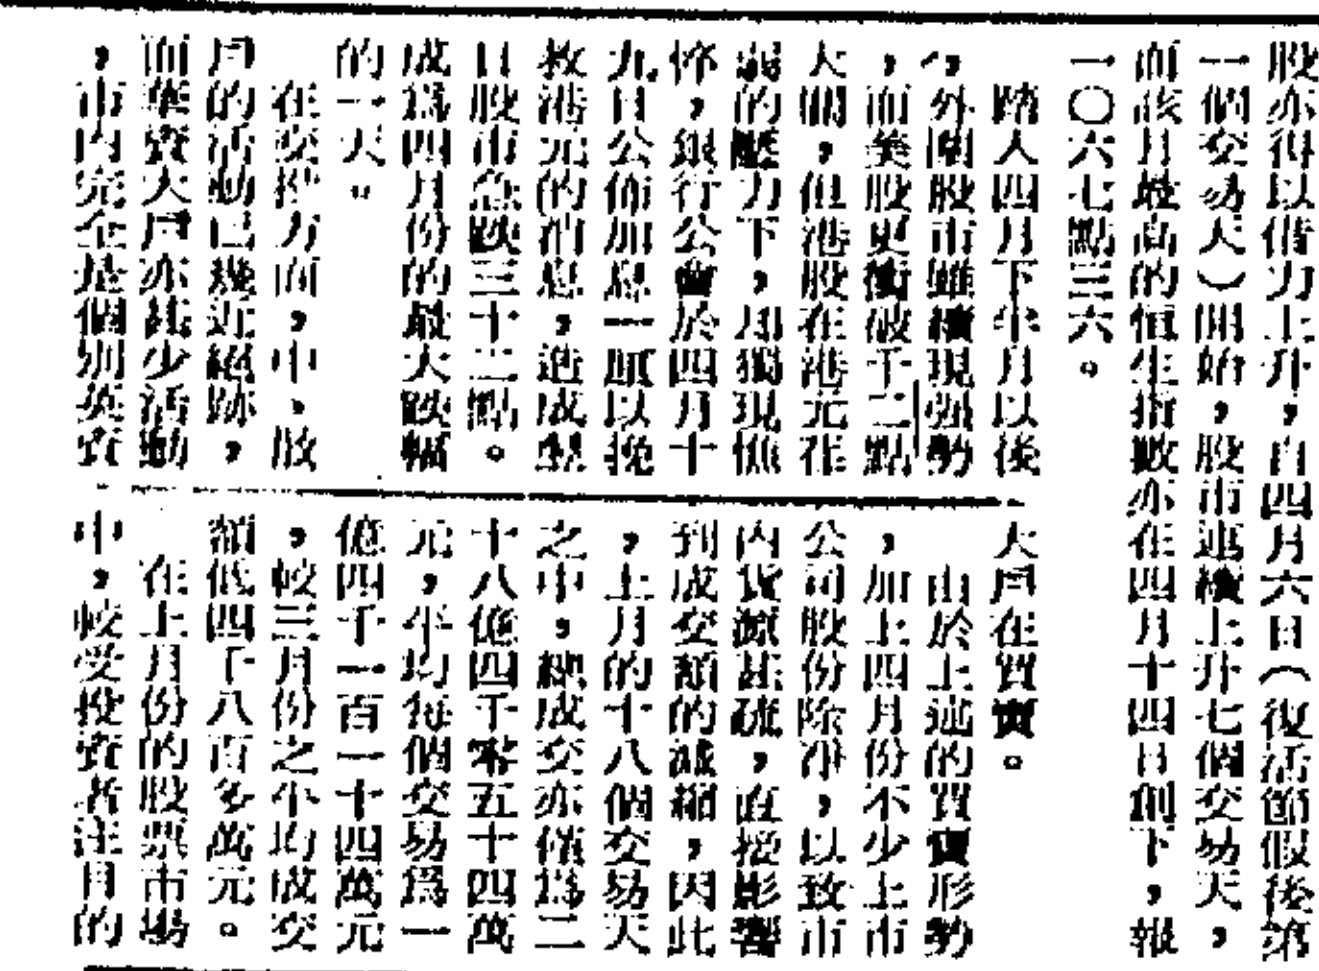 股亦得以借力上升，自四月六日（復活節假後第
一個交易天）開始，股市連續上升七個交易天，
而該月最高的恒生指數亦在四月十四日創下，報
一〇六七點三六。
踏入四月下半月以後
，外圍股市雖續現强勢
，而美股更衝破千二點
大關，但港股在港元在
弱的壓力下，却獨現憔
悴，銀行公會於四月十
九日公佈加息一厘以挽
救港元的消息，造成翌
日股市急跌三十二點。
成爲四月份的最大跌幅
的一天。
在交投方面，中、散
戶的活動已幾近絕跡，
而華資大戶亦甚少活動
，市內完全是個別英資
大戶在買賣。
由於上述的買賣形勢
，加上四月份不少上市
公司股份除淨，以致市
內貨源甚疏，直接影響
到成交額的減縮，因此
，上月的十八個交易天
之中，總成交亦僅爲二
十八億四千零五十四萬
元，平均每個交易爲一
億四千一百一十四萬元
，較三月份之平均成交
額低四千八百多萬元。
在上月份的股票市場
中，較受投資者注目的